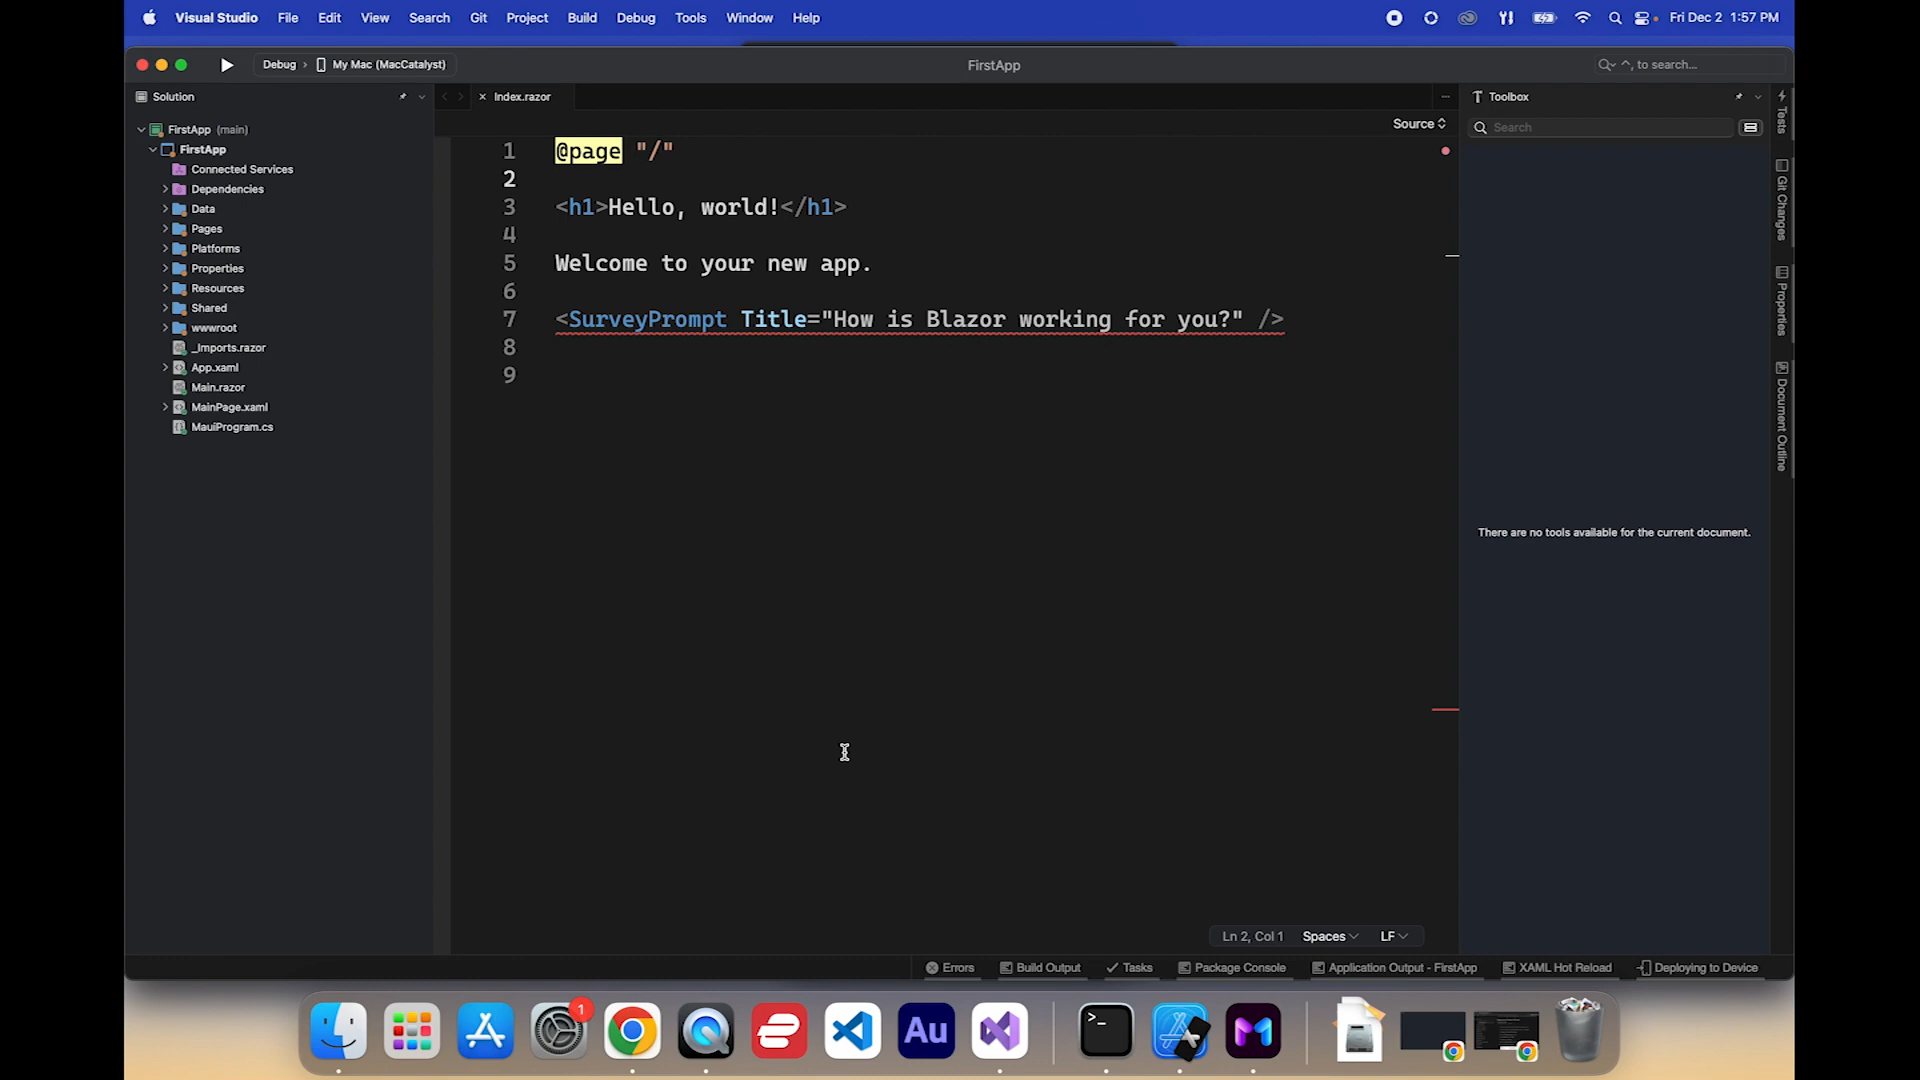 Visual Studio File Edit View Search Git Project Build Debug Tools Window Help Fri Dec 2 1:57 PM
Debug › My Mac (MacCatalyst) FirstApp ^, to search...
Solution
Index.razor
Toolbox
Source
Search
FirstApp (main)
FirstApp
Connected Services
Dependencies
Data
Pages
Platforms
Properties
Resources
Shared
wwwroot
_Imports.razor
App.xaml
Main.razor
MainPage.xaml
MauiProgram.cs
1 @page "/"
2
3 <h1>Hello, world!</h1>
4
5 Welcome to your new app.
6
7 <SurveyPrompt Title="How is Blazor working for you?" />
8
9
There are no tools available for the current document.
Tests
Git Changes
Properties
Document Outline
Ln 2, Col 1 Spaces LF
Errors Build Output Tasks Package Console Application Output - FirstApp XAML Hot Reload Deploying to Device
1
Au
>_